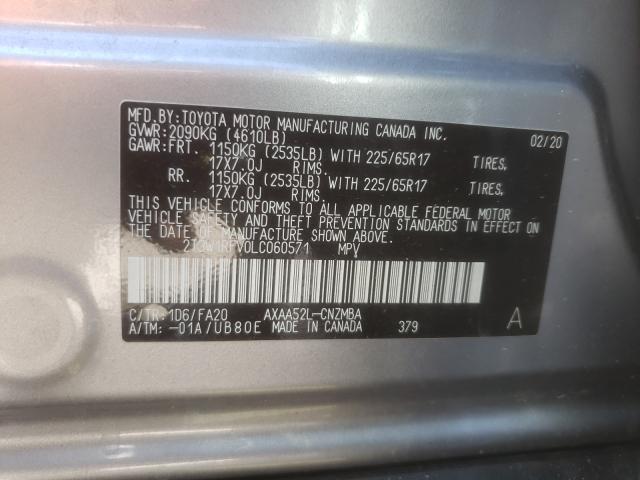 MFD.BY:TOYOTA MOTOR MANUFACTURING CANADA INC.
GVWR:2090KG (4610LB) 02/20
GAWR:FRT. 1150KG (2535LB) WITH 225/65R17 TIRES.
17X7.0J RIMS.
RR. 1150KG (2535LB) WITH 225/65R17 TIRES.
17X7.0J RIMS.
THIS VEHICLE CONFORMS TO ALL APPLICABLE FEDERAL MOTOR
VEHICLE SAFETY AND THEFT PREVENTION STANDARDS IN EFFECT ON
THE DATE OF MANUFACTURE SHOWN ABOVE.
MPV
C/TR:1D6/FA20 AXAA52L-CNZMBA
A/TM: -01A/UB80E MADE IN CANADA 379 A